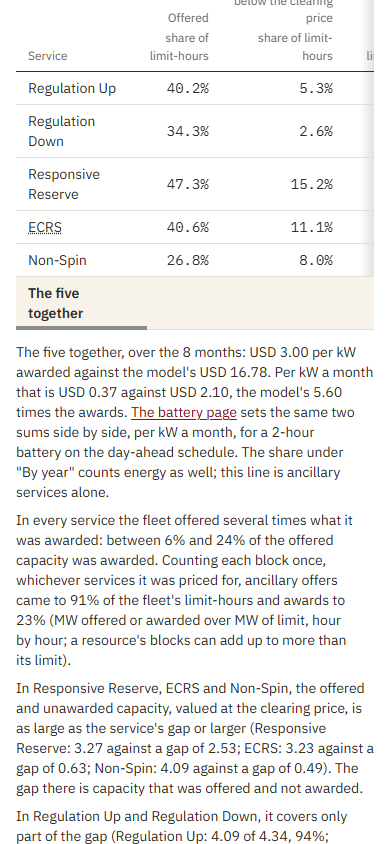 below the clearing
Offered price
share of share of limit-
Service limit-hours hours
Regulation Up 40.2% 5.3%
Regulation
Down 34.3% 2.6%
Responsive
Reserve 47.3% 15.2%
ECRS 40.6% 11.1%
Non-Spin 26.8% 8.0%
The five
together
The five together, over the 8 months: USD 3.00 per kW
awarded against the model's USD 16.78. Per kW a month
that is USD 0.37 against USD 2.10, the model's 5.60
times the awards. The battery page sets the same two
sums side by side, per kW a month, for a 2-hour
battery on the day-ahead schedule. The share under
"By year" counts energy as well; this line is ancillary
services alone.
In every service the fleet offered several times what it
was awarded: between 6% and 24% of the offered
capacity was awarded. Counting each block once,
whichever services it was priced for, ancillary offers
came to 91% of the fleet's limit-hours and awards to
23% (MW offered or awarded over MW of limit, hour
by hour; a resource's blocks can add up to more than
its limit).
In Responsive Reserve, ECRS and Non-Spin, the offered
and unawarded capacity, valued at the clearing price, is
as large as the service's gap or larger (Responsive
Reserve: 3.27 against a gap of 2.53; ECRS: 3.23 against a
gap of 0.63; Non-Spin: 4.09 against a gap of 0.49). The
gap there is capacity that was offered and not awarded.
In Regulation Up and Regulation Down, it covers only
part of the gap (Regulation Up: 4.09 of 4.34, 94%;